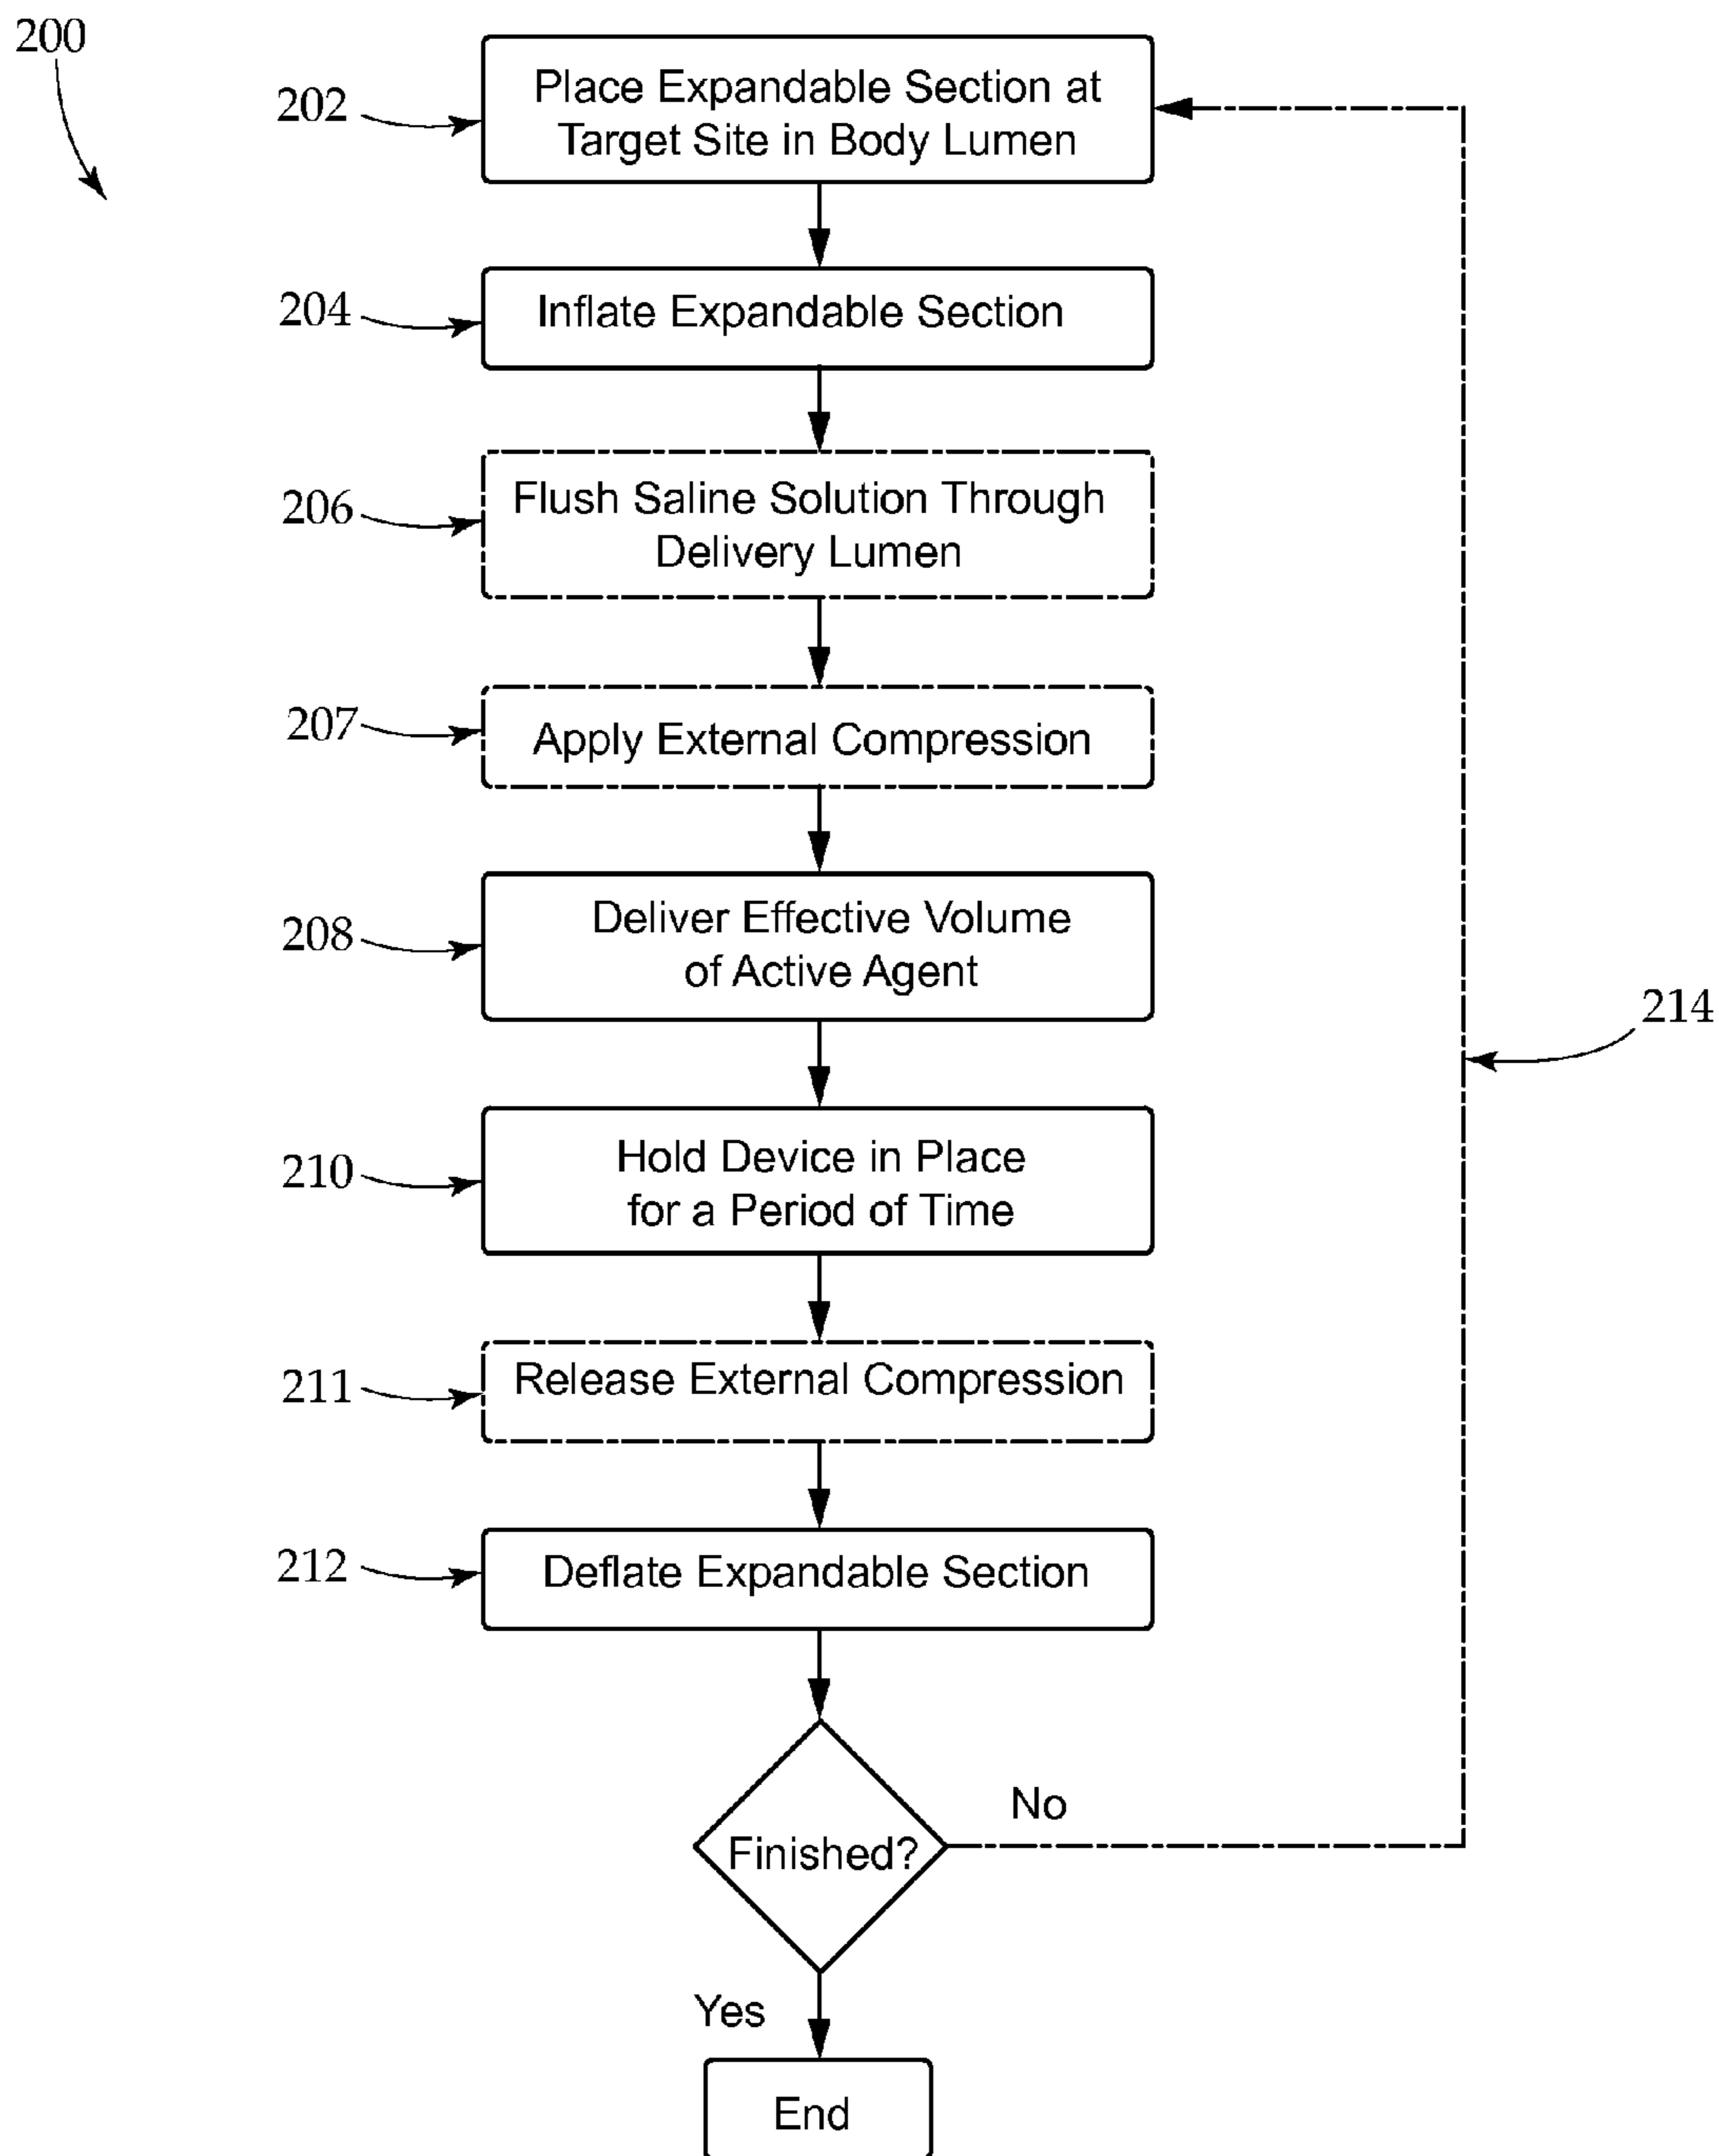 200
202
Place Expandable Section at
Target Site in Body Lumen
204
Inflate Expandable Section
206
Flush Saline Solution Through
Delivery Lumen
207
Apply External Compression
208
Deliver Effective Volume
of Active Agent
214
210
Hold Device in Place
for a Period of Time
211
Release External Compression
212
Deflate Expandable Section
No
Finished?
Yes
End